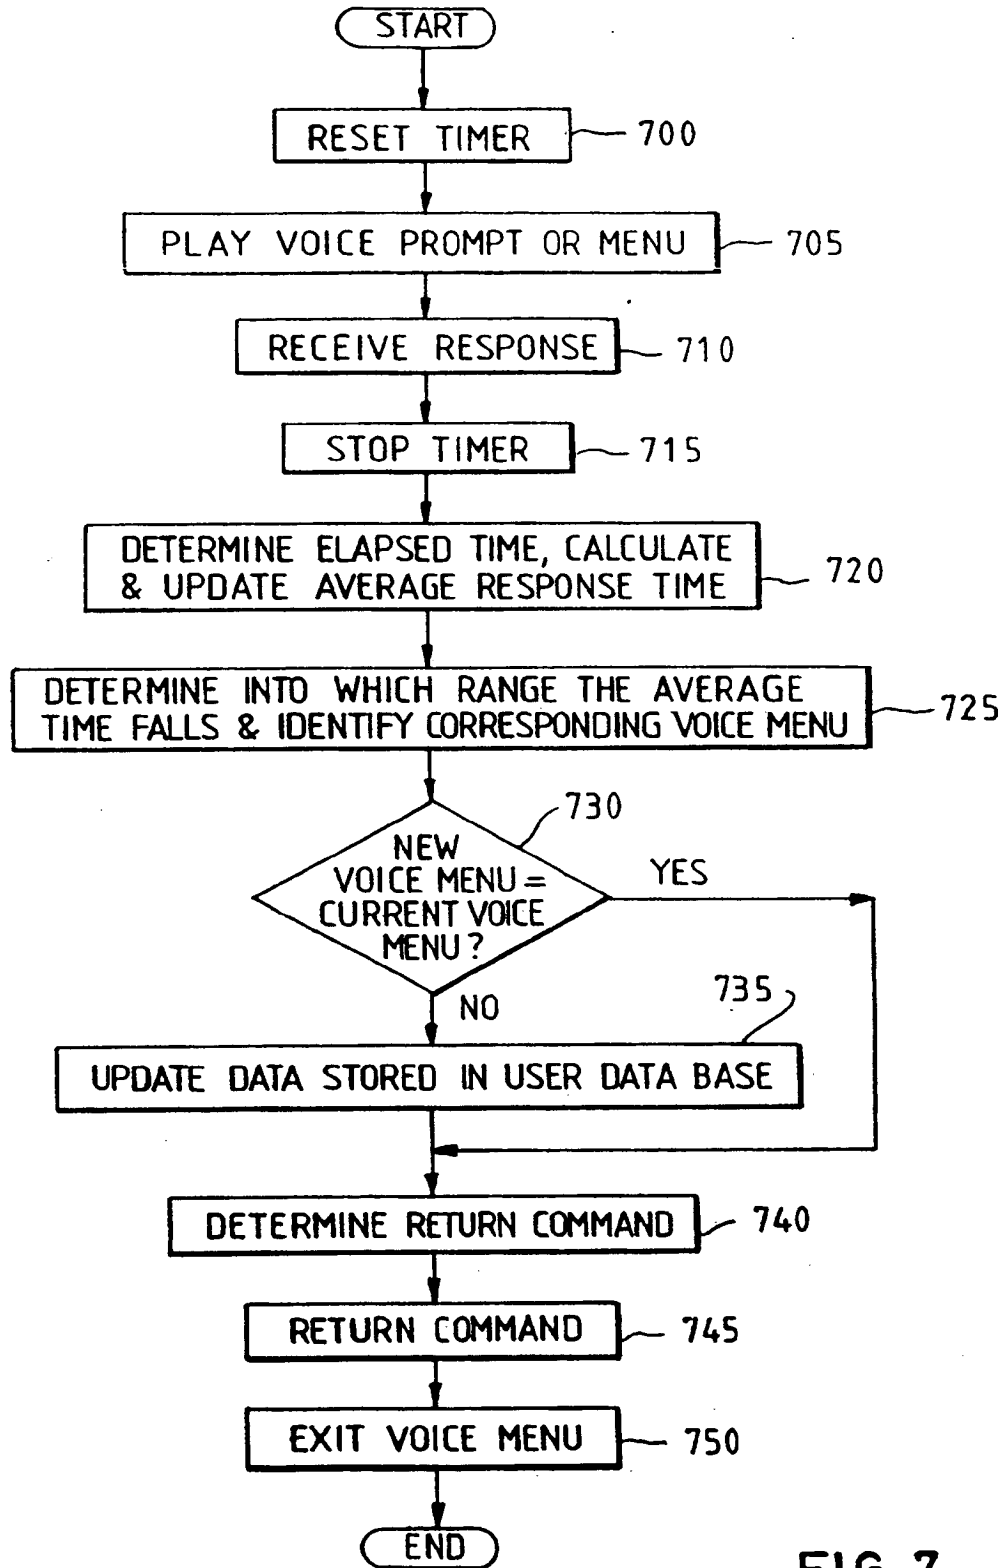 START
RESET TIMER 700
PLAY VOICE PROMPT OR MENU 705
RECEIVE RESPONSE 710
STOP TIMER 715
DETERMINE ELAPSED TIME, CALCULATE
& UPDATE AVERAGE RESPONSE TIME 720
DETERMINE INTO WHICH RANGE THE AVERAGE
TIME FALLS & IDENTIFY CORRESPONDING VOICE MENU 725
730
NEW
VOICE MENU =
CURRENT VOICE
MENU?
YES
NO
735
UPDATE DATA STORED IN USER DATA BASE
DETERMINE RETURN COMMAND 740
RETURN COMMAND 745
EXIT VOICE MENU 750
END
FIG. 7